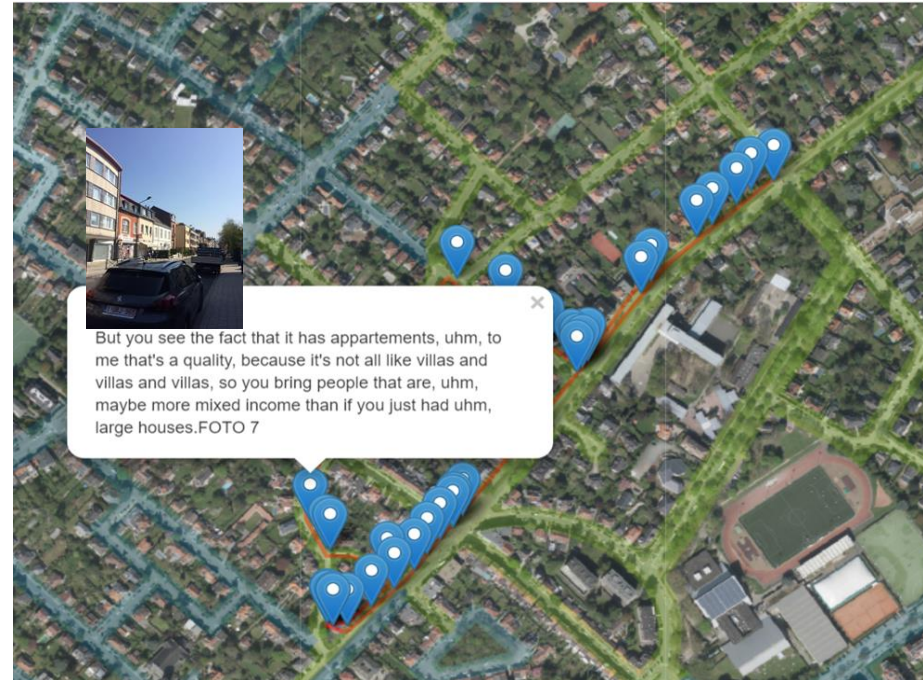 But you see the fact that it has appartements, uhm, to
me that's a quality, because it's not all like villas and
villas and villas, so you bring people that are, uhm,
maybe more mixed income than if you just had uhm,
large houses.FOTO 7